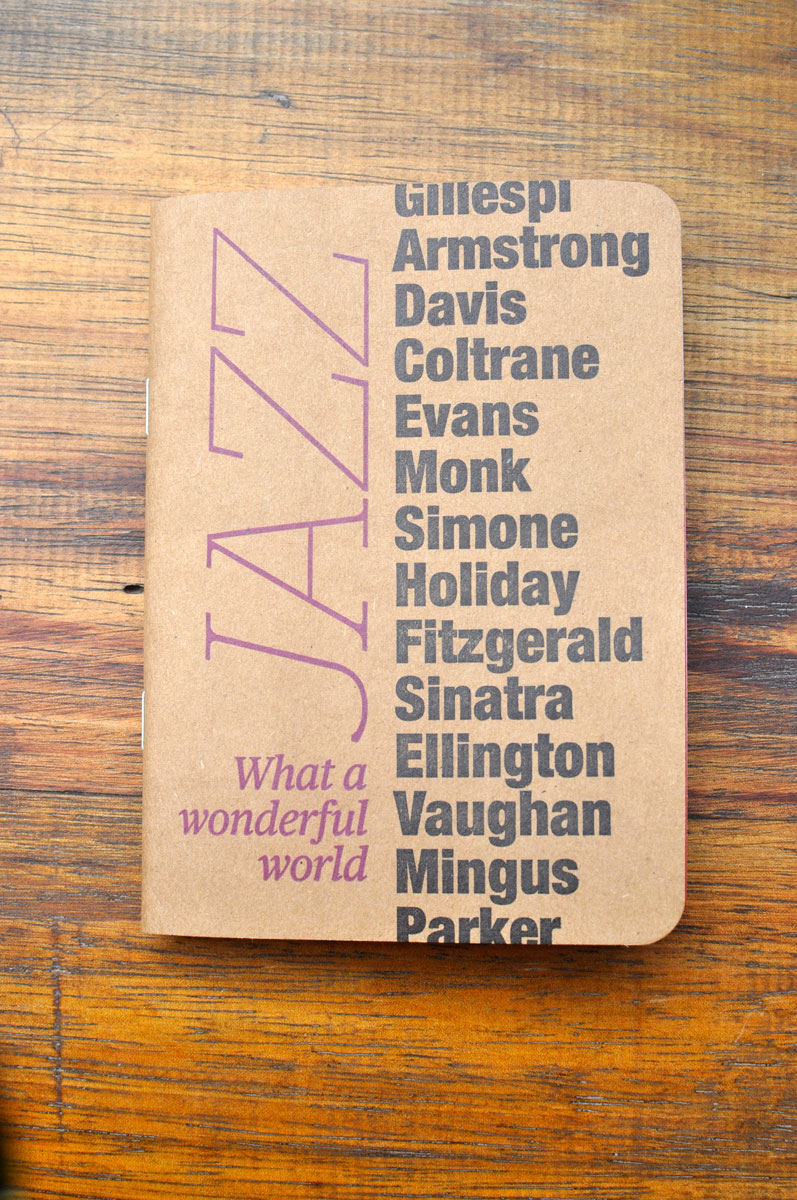 JAZZ
What a
wonderful
world
Gillespi
Armstrong
Davis
Coltrane
Evans
Monk
Simone
Holiday
Fitzgerald
Sinatra
Ellington
Vaughan
Mingus
Parker